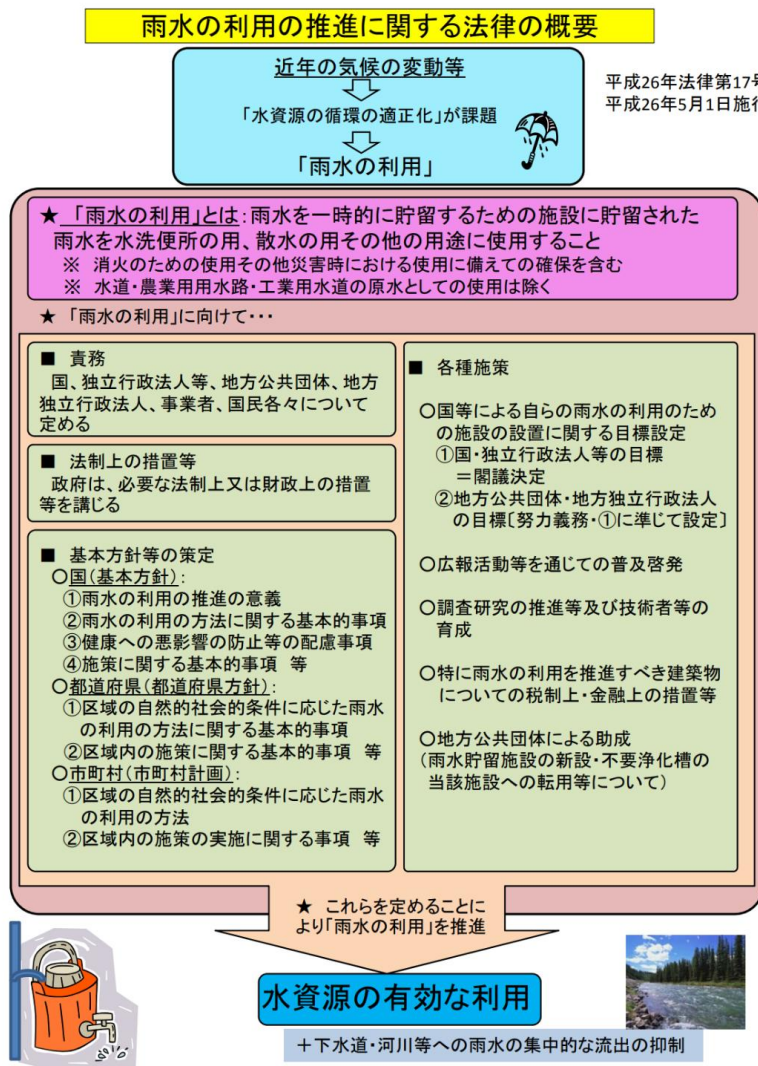 雨水の利用の推進に関する法律の概要
近年の気候の変動等
「水資源の循環の適正化」が課題
「雨水の利用」
平成26年法律第17号
平成26年5月1日施行
★ 「雨水の利用」とは：雨水を一時的に貯留するための施設に貯留された
雨水を水洗便所の用、散水の用その他の用途に使用すること
※ 消火のための使用その他災害時における使用に備えての確保を含む
※ 水道・農業用用水路・工業用水道の原水としての使用は除く
★ 「雨水の利用」に向けて・・・
■ 責務
国、独立行政法人等、地方公共団体、地方
独立行政法人、事業者、国民各々について
定める
■ 法制上の措置等
政府は、必要な法制上又は財政上の措置
等を講じる
■ 基本方針等の策定
○国（基本方針）：
①雨水の利用の推進の意義
②雨水の利用の方法に関する基本的事項
③健康への悪影響の防止等の配慮事項
④施策に関する基本的事項 等
○都道府県（都道府県方針）：
①区域の自然的社会的条件に応じた雨水
の利用の方法に関する基本的事項
②区域内の施策に関する基本的事項 等
○市町村（市町村計画）：
①区域の自然的社会的条件に応じた雨水
の利用の方法
②区域内の施策の実施に関する事項 等
■ 各種施策
○国等による自らの雨水の利用のため
の施設の設置に関する目標設定
①国・独立行政法人等の目標
＝閣議決定
②地方公共団体・地方独立行政法人
の目標〔努力義務・①に準じて設定〕
○広報活動等を通じての普及啓発
○調査研究の推進等及び技術者等の
育成
○特に雨水の利用を推進すべき建築物
についての税制上・金融上の措置等
○地方公共団体による助成
（雨水貯留施設の新設・不要浄化槽の
当該施設への転用等について）
★ これらを定めることに
より「雨水の利用」を推進
水資源の有効な利用
＋下水道・河川等への雨水の集中的な流出の抑制